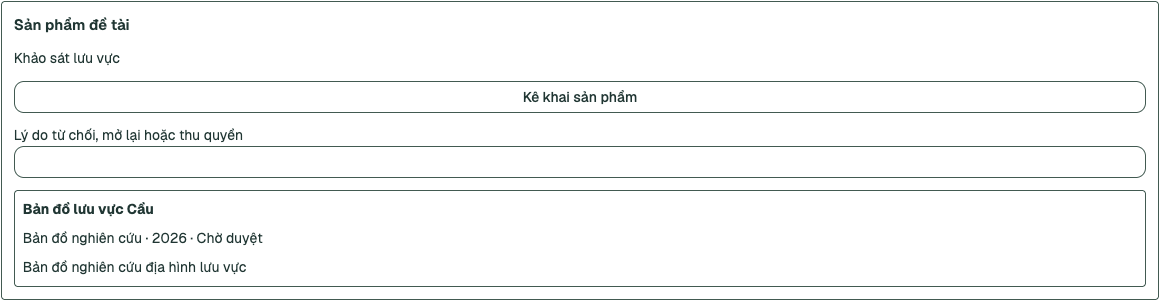 Sản phẩm đề tài
Khảo sát lưu vực
Kê khai sản phẩm
Lý do từ chối, mở lại hoặc thu quyền
Bản đồ lưu vực Cầu
Bản đồ nghiên cứu · 2026 · Chờ duyệt
Bản đồ nghiên cứu địa hình lưu vực